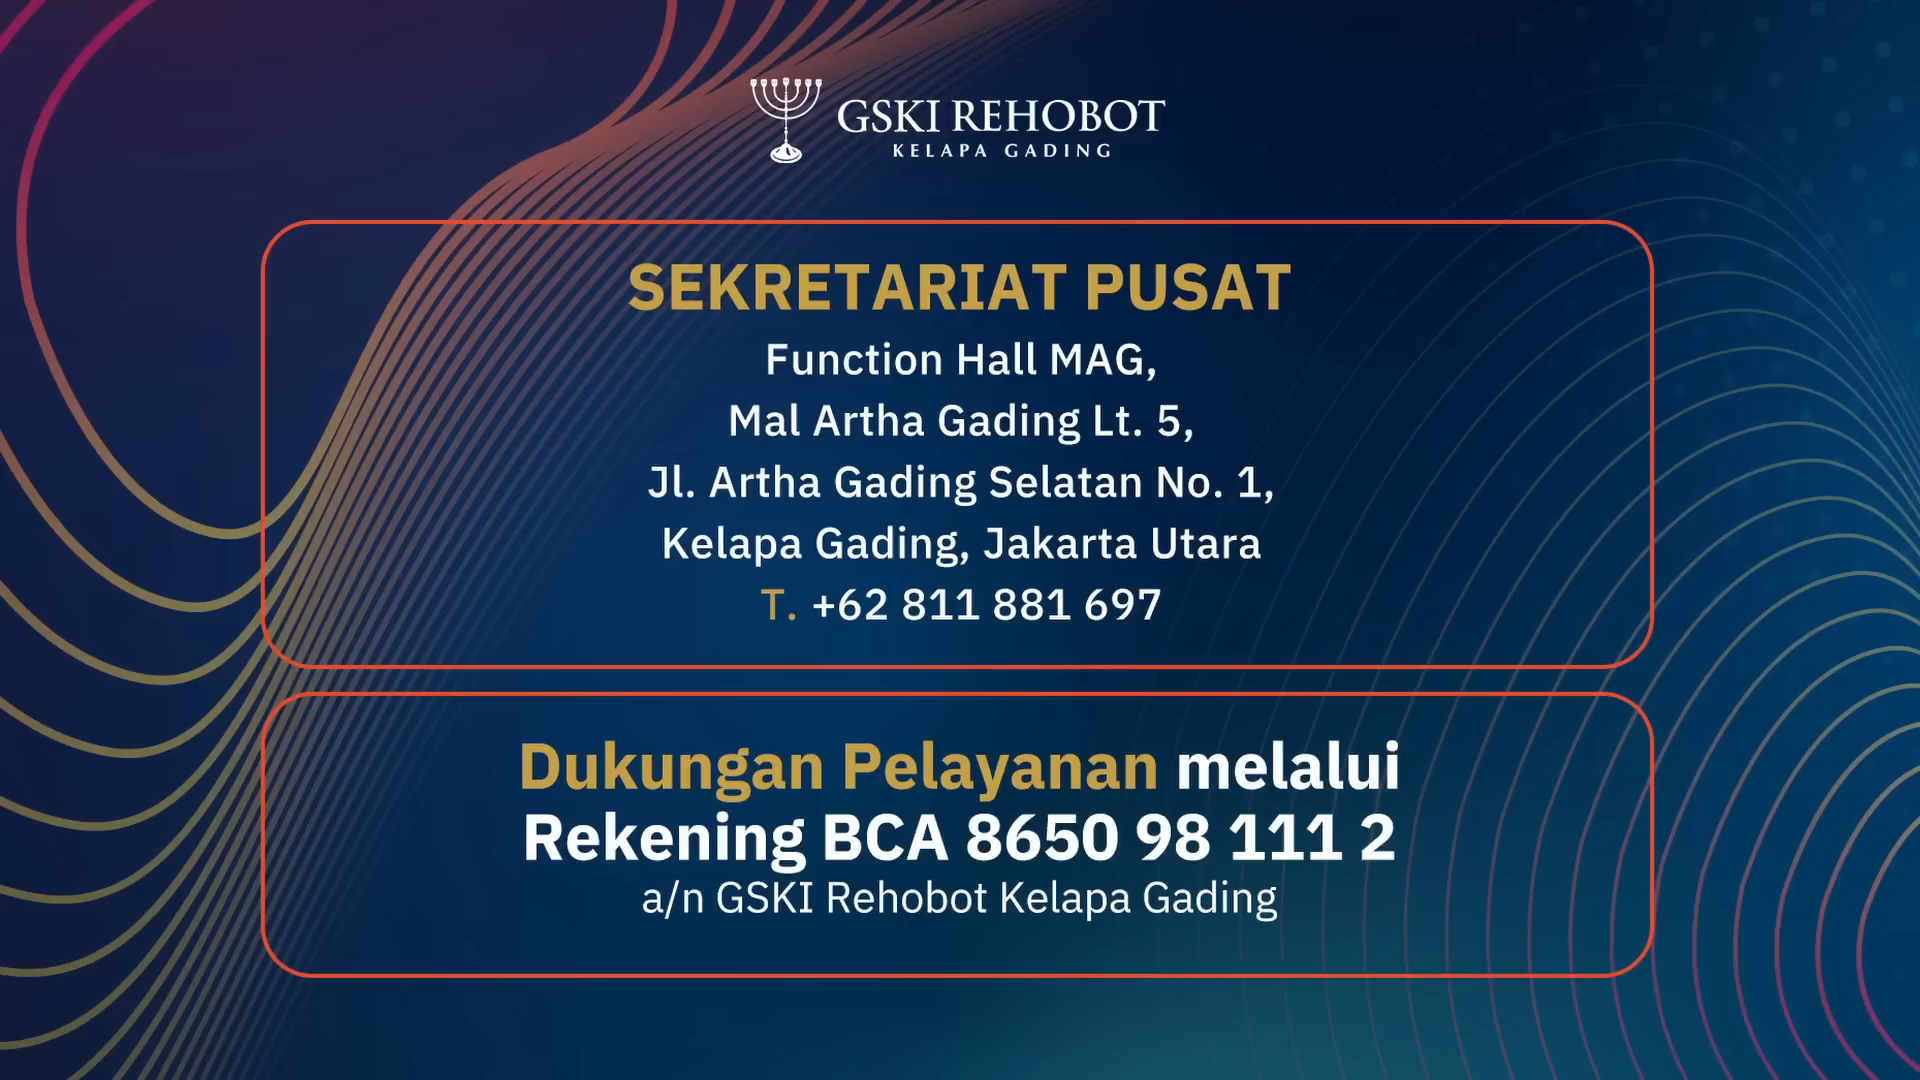 GSKI REHOBOT
KELAPA GADING
SEKRETARIAT PUSAT
Function Hall MAG,
Mal Artha Gading Lt. 5,
Jl. Artha Gading Selatan No. 1,
Kelapa Gading, Jakarta Utara
T. +62 811 881 697
Dukungan Pelayanan melalui
Rekening BCA 8650 98 111 2
a/n GSKI Rehobot Kelapa Gading